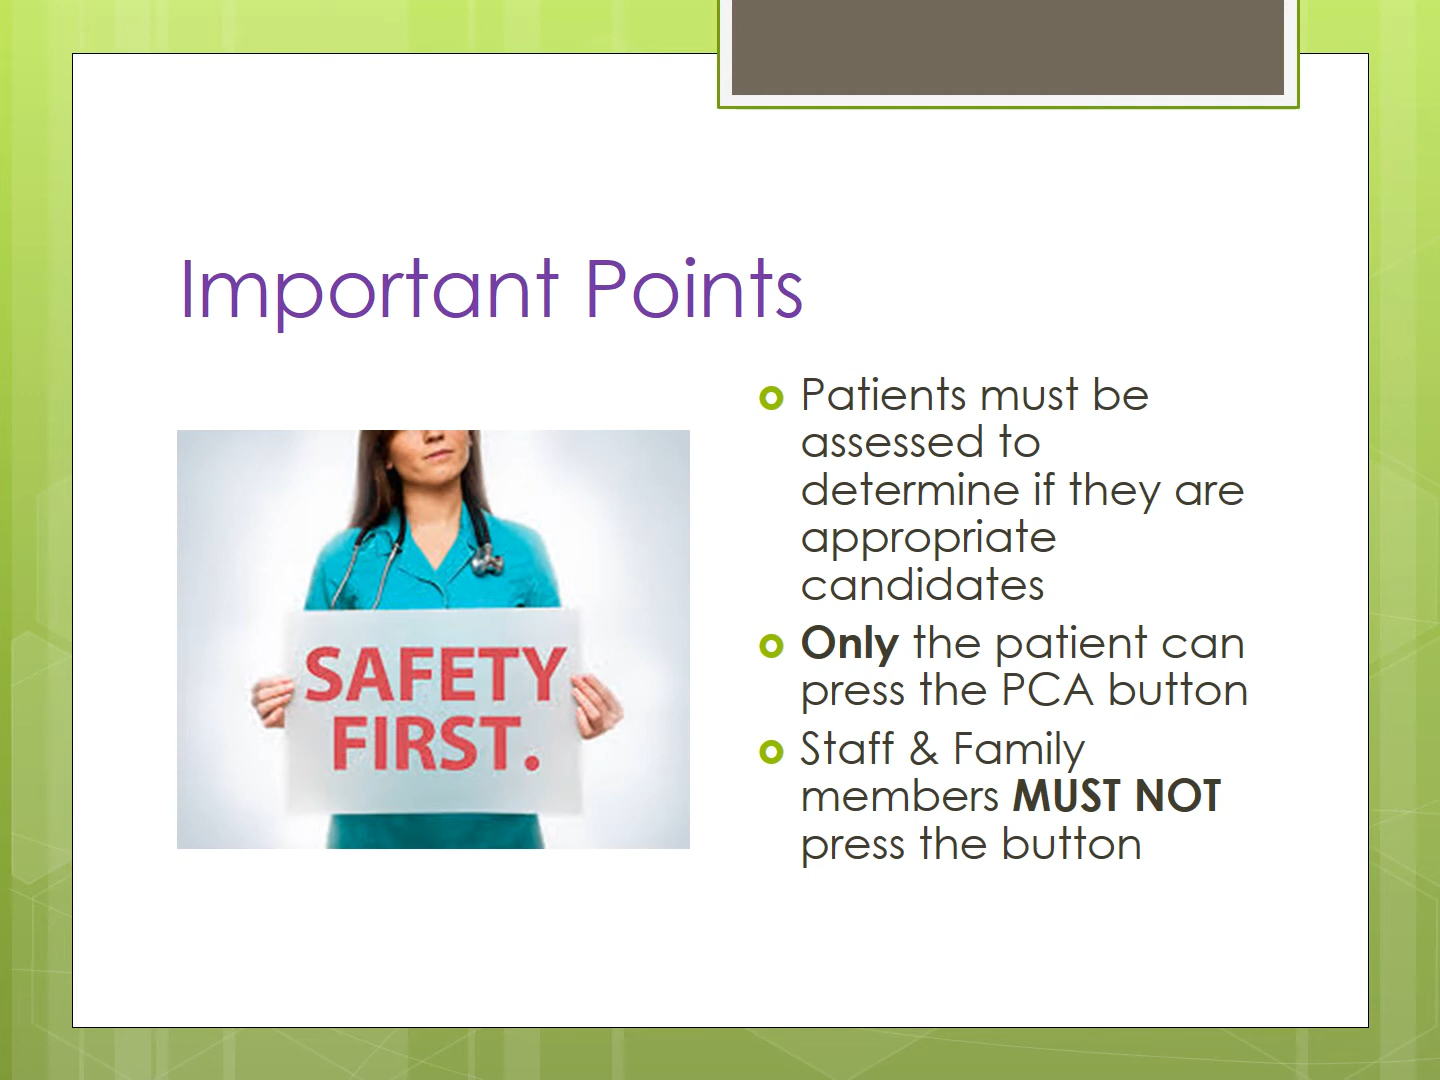 Important Points
SAFETY
FIRST.
Patients must be
assessed to
determine if they are
appropriate
candidates
Only the patient can
press the PCA button
Staff & Family
members MUST NOT
press the button